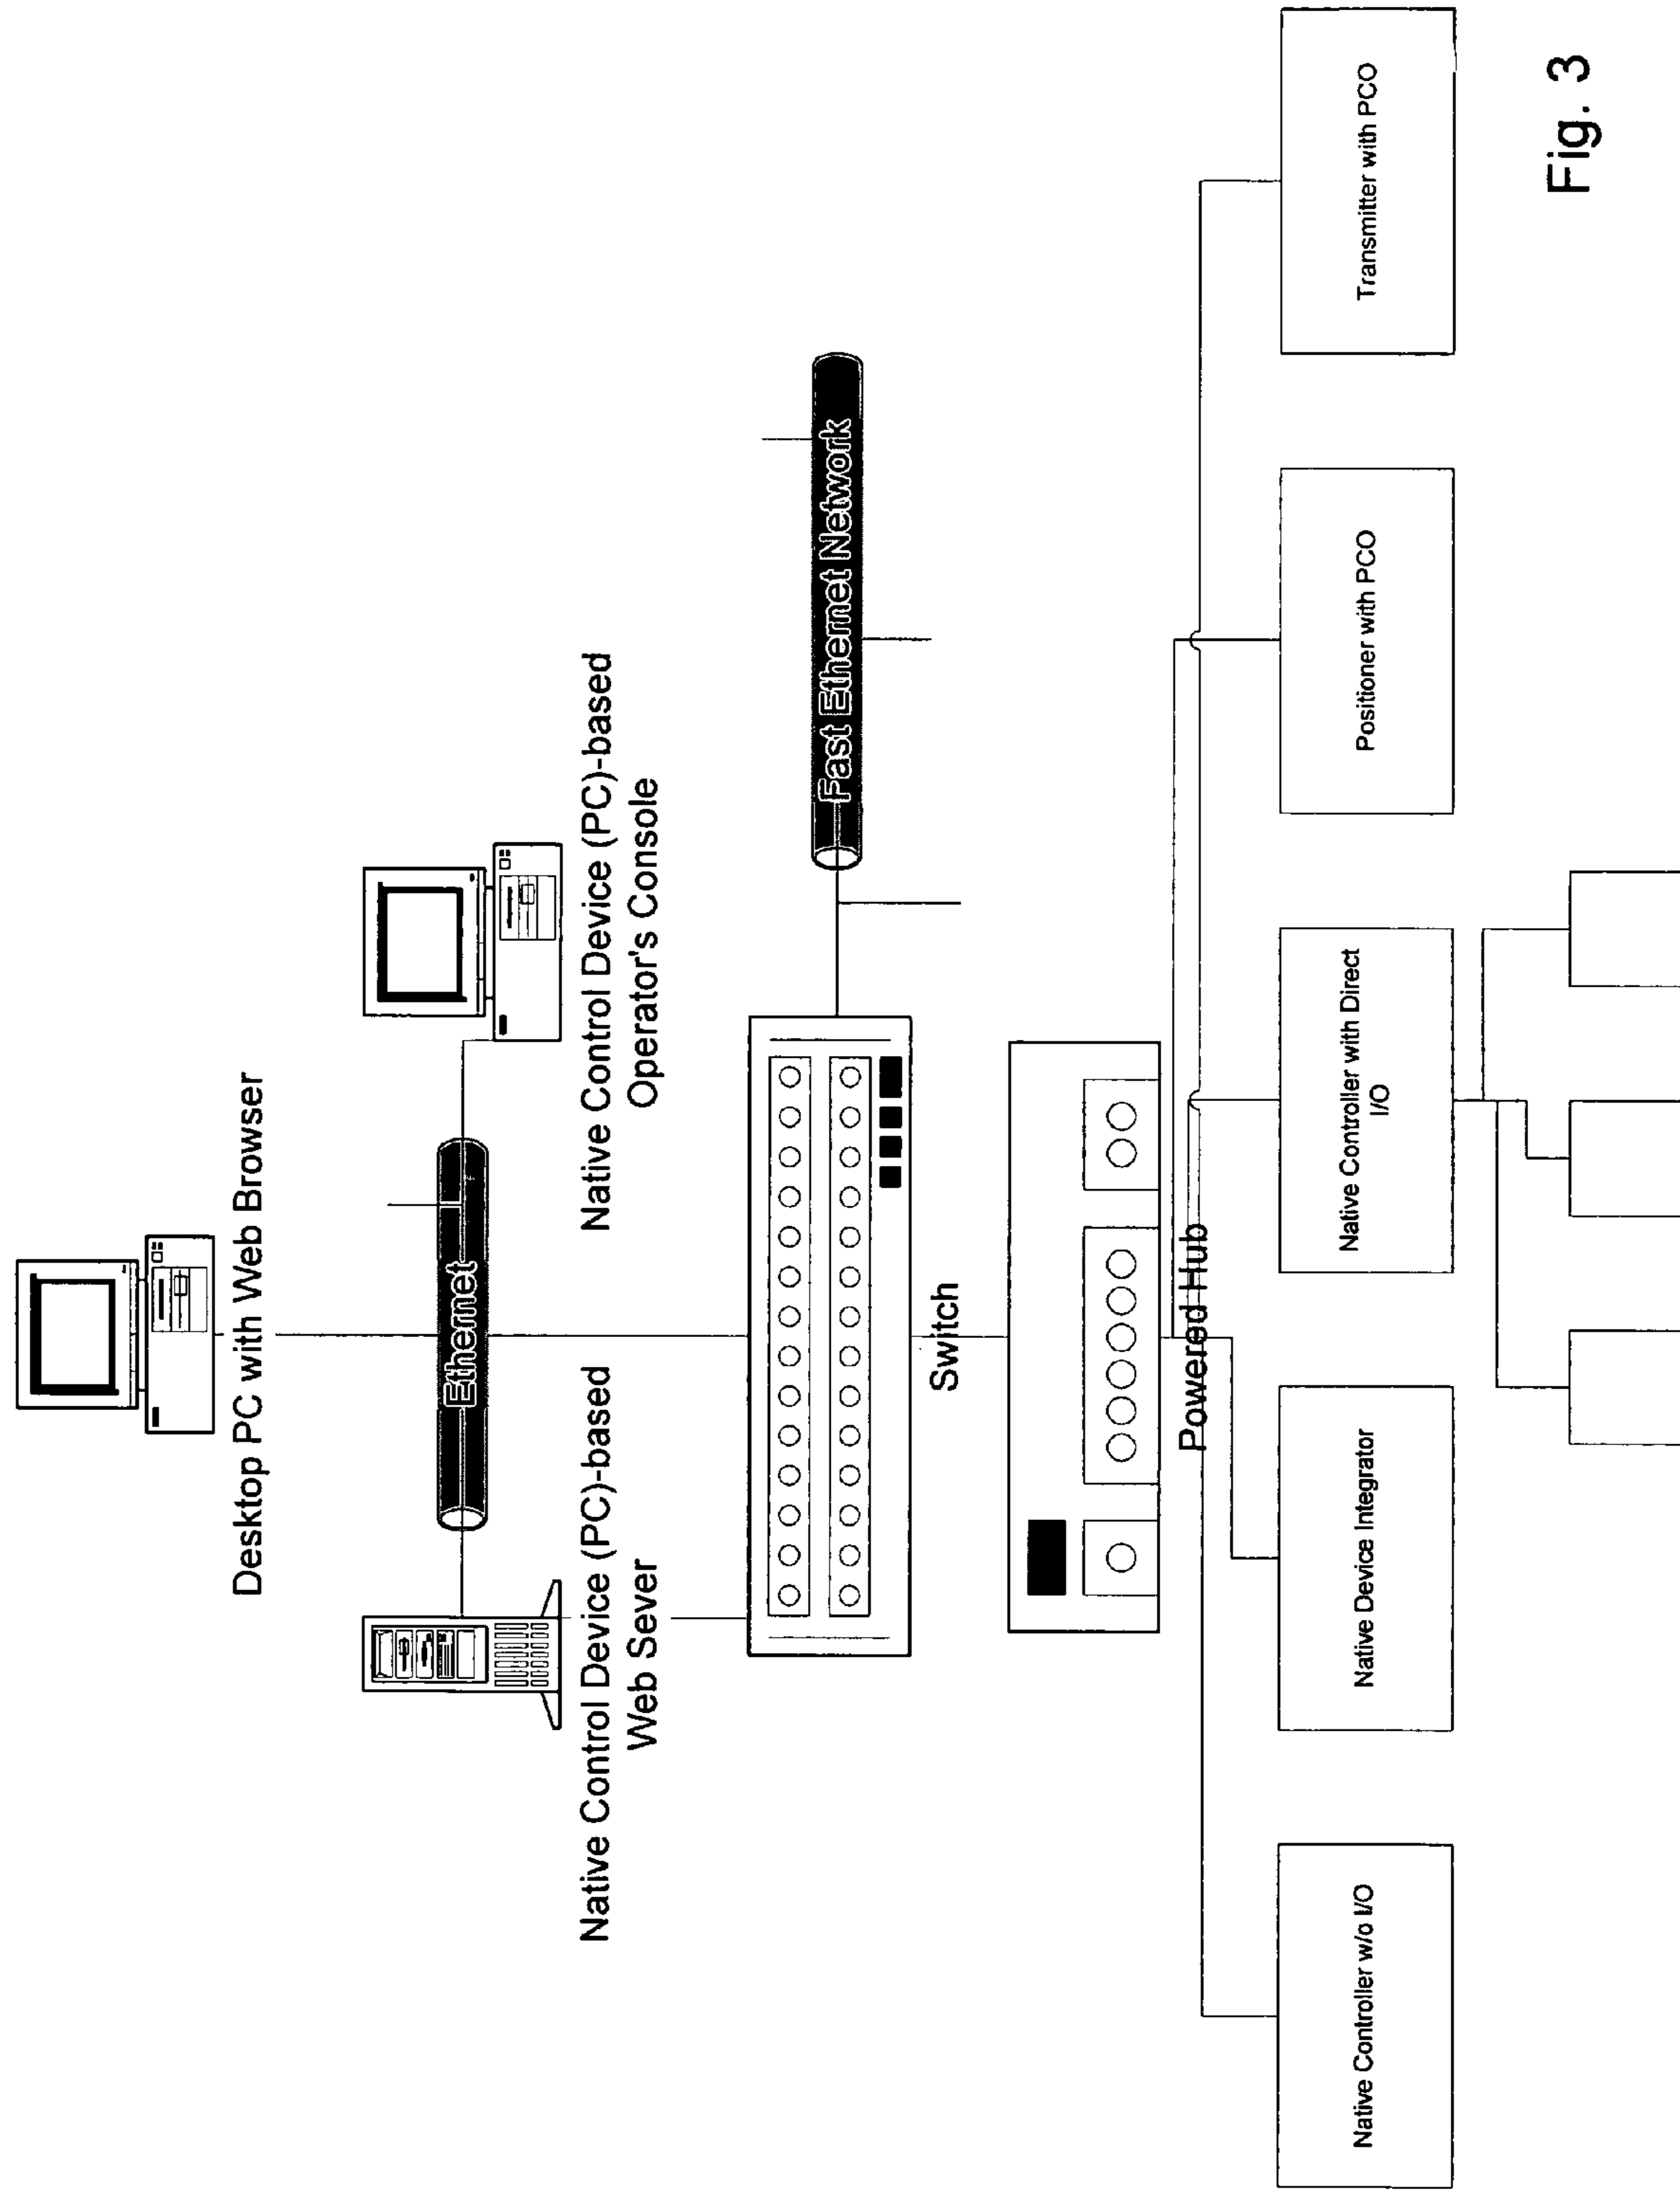 Desktop PC with Web Browser
Ethernet
Native Control Device (PC)-based
Web Sever
Native Control Device (PC)-based
Operator's Console
Fast Ethernet Network
Switch
Powered Hub
Native Controller w/o I/O
Native Device Integrator
Native Controller with Direct
I/O
Positioner with PCO
Transmitter with PCO
Fig. 3